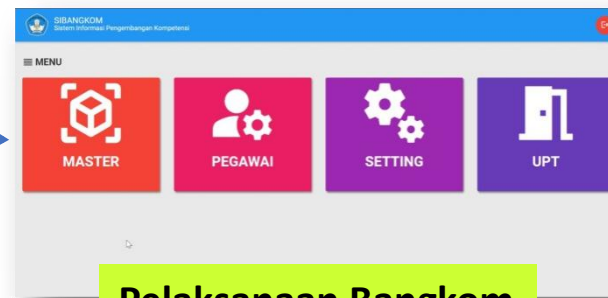 SIBANGKOM
Sistem Informasi Pengembangan Kompetensi
MENU
MASTER
PEGAWAI
SETTING
UPT
Pelaksanaan Bangkom